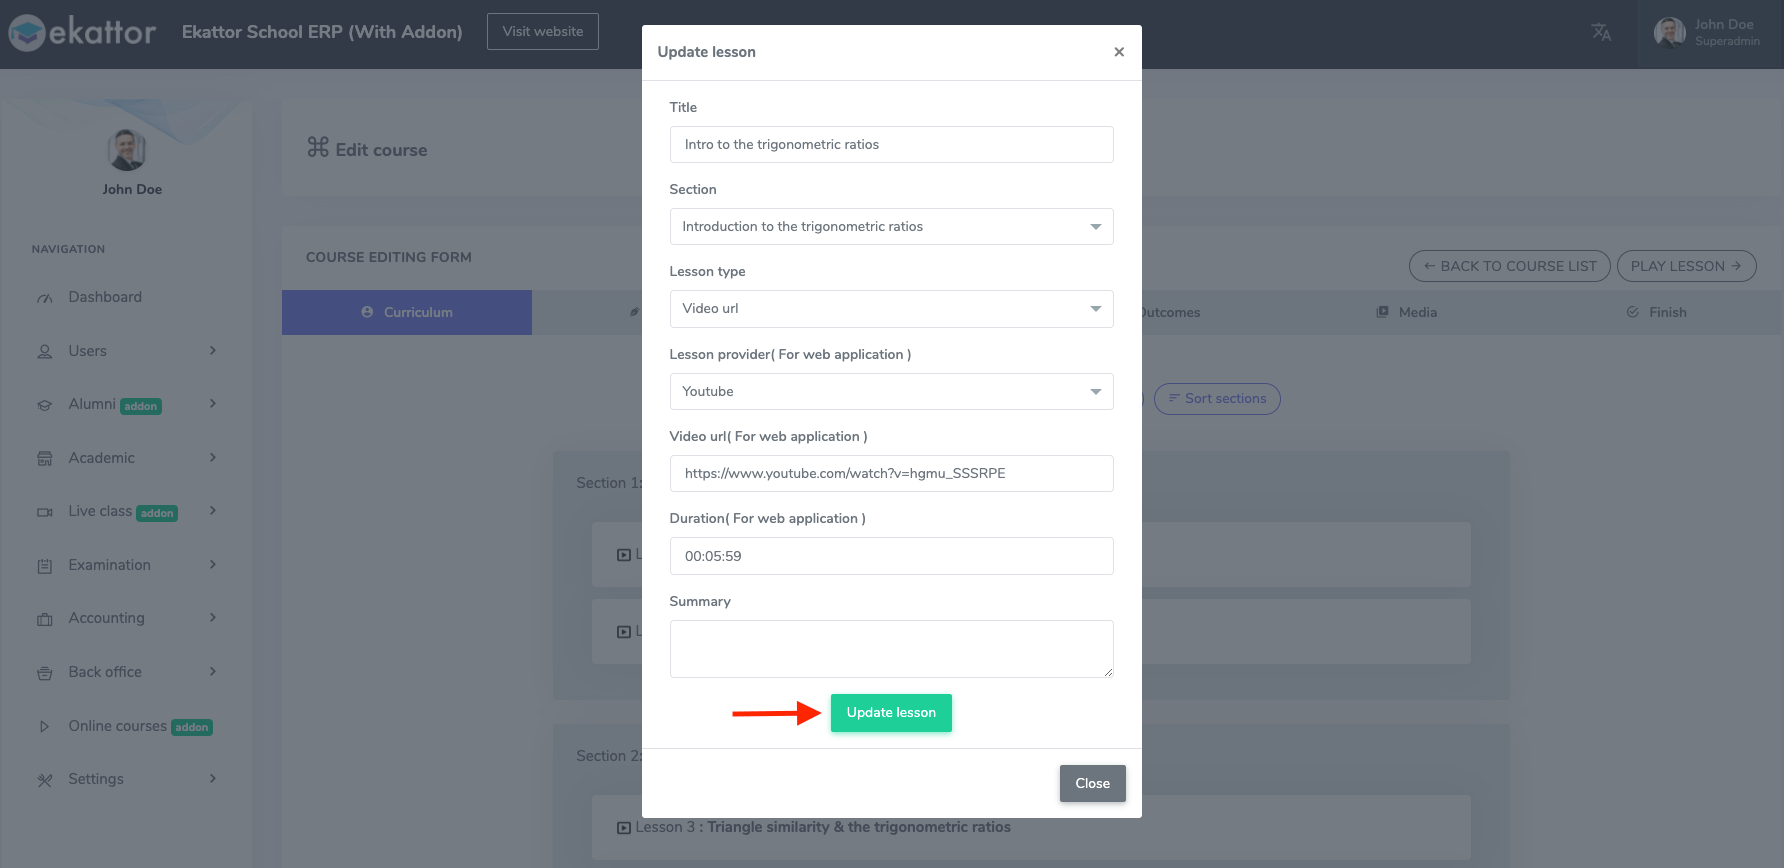 ekattor
Ekattor School ERP (With Addon)
Visit website
John Doe
Superadmin
John Doe
NAVIGATION
Dashboard
Users
Alumni addon
Academic
Live class addon
Examination
Accounting
Back office
Online courses addon
Settings
Edit course
COURSE EDITING FORM
← BACK TO COURSE LIST
PLAY LESSON →
Curriculum
Outcomes
Media
Finish
Sort sections
Section 1:
Section 2:
Lesson 3 : Triangle similarity & the trigonometric ratios
Update lesson
×
Title
Intro to the trigonometric ratios
Section
Introduction to the trigonometric ratios
Lesson type
Video url
Lesson provider( For web application )
Youtube
Video url( For web application )
https://www.youtube.com/watch?v=hgmu_SSSRPE
Duration( For web application )
00:05:59
Summary
Update lesson
Close